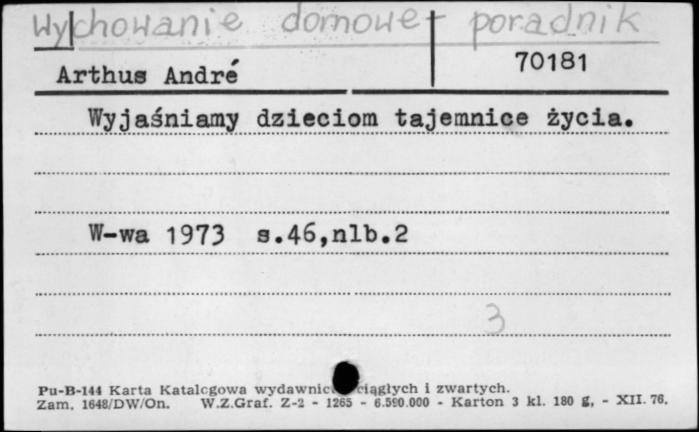 Wychowanie domowe - poradnik
Arthus André
70181
Wyjaśniamy dzieciom tajemnice życia.
W-wa 1973 s.46,nlb.2
3
Pu-B-144 Karta Katalogowa wydawnic ciągłych i zwartych.
Zam. 1648/DW/On. W.Z.Graf. Z-2 - 1265 - 6.590.000 - Karton 3 kl. 180 g, - XII. 76.